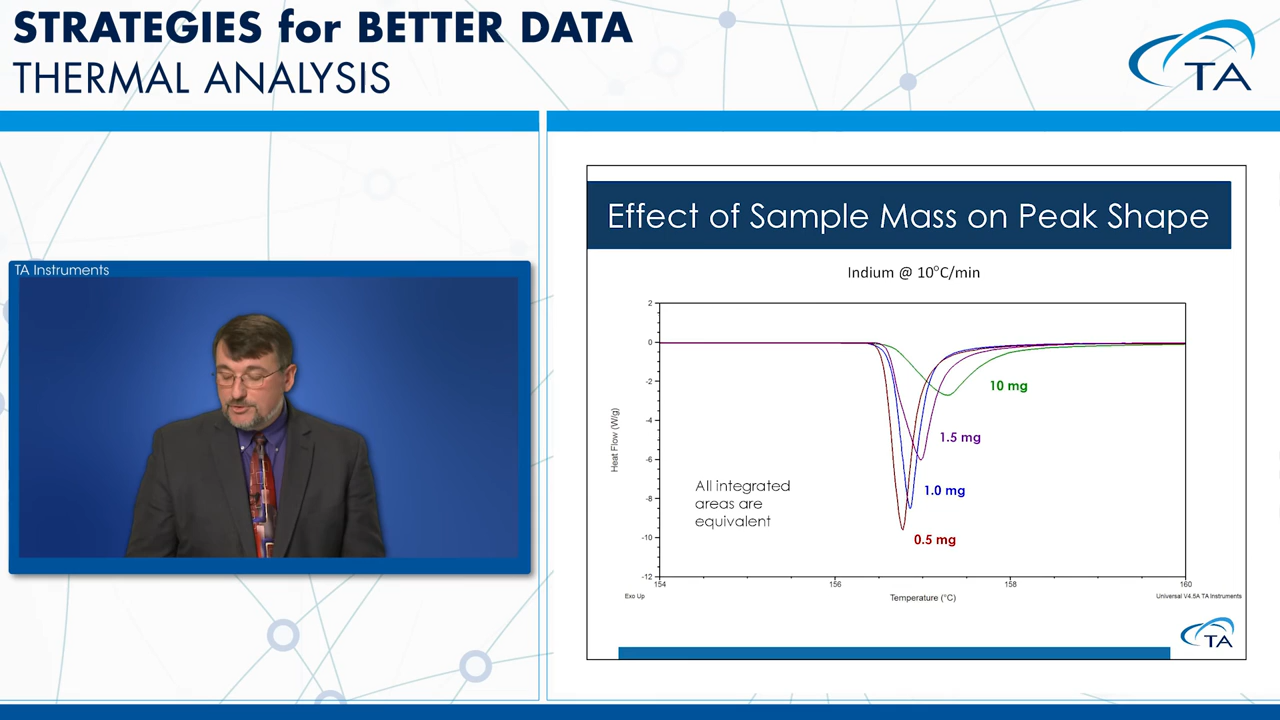 STRATEGIES for BETTER DATA
THERMAL ANALYSIS
TA
TA Instruments
Effect of Sample Mass on Peak Shape
Indium @ 10°C/min
2
0
-2
-4
-6
-8
-10
-12
Heat Flow (W/g)
10 mg
1.5 mg
1.0 mg
0.5 mg
All integrated
areas are
equivalent
154
156
158
160
Exo Up
Temperature (°C)
Universal V4.5A TA Instruments
TA